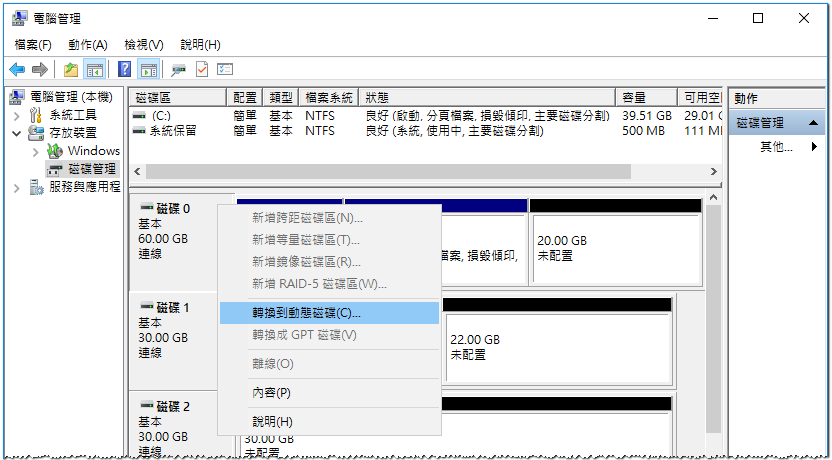 電腦管理
檔案(F) 動作(A) 檢視(V) 說明(H)
電腦管理 (本機)
系統工具
存放裝置
Windows
磁碟管理
服務與應用程
磁碟區 配置 類型 檔案系統 狀態 容量 可用空
(C:) 簡單 基本 NTFS 良好 (啟動, 分頁檔案, 損毀傾印, 主要磁碟分割) 39.51 GB 29.01
系統保留 簡單 基本 NTFS 良好 (系統, 使用中, 主要磁碟分割) 500 MB 111 M
動作
磁碟管理
其他...
磁碟 0
基本
60.00 GB
連線
檔案, 損毀傾印,
20.00 GB
未配置
新增跨距磁碟區(N)...
新增等量磁碟區(T)...
新增鏡像磁碟區(R)...
新增 RAID-5 磁碟區(W)...
轉換到動態磁碟(C)...
轉換成 GPT 磁碟(V)
離線(O)
內容(P)
說明(H)
磁碟 1
基本
30.00 GB
連線
22.00 GB
未配置
磁碟 2
基本
30.00 GB
連線
30.00 GB